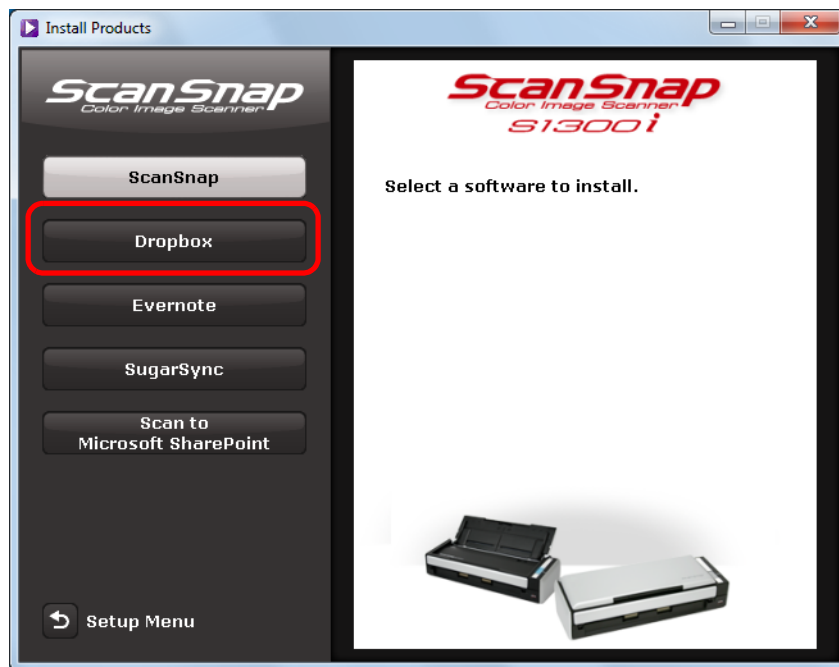 Install Products
ScanSnap
Color Image Scanner
ScanSnap
Dropbox
Evernote
SugarSync
Scan to
Microsoft SharePoint
Setup Menu
ScanSnap
Color Image Scanner
S1300i
Select a software to install.